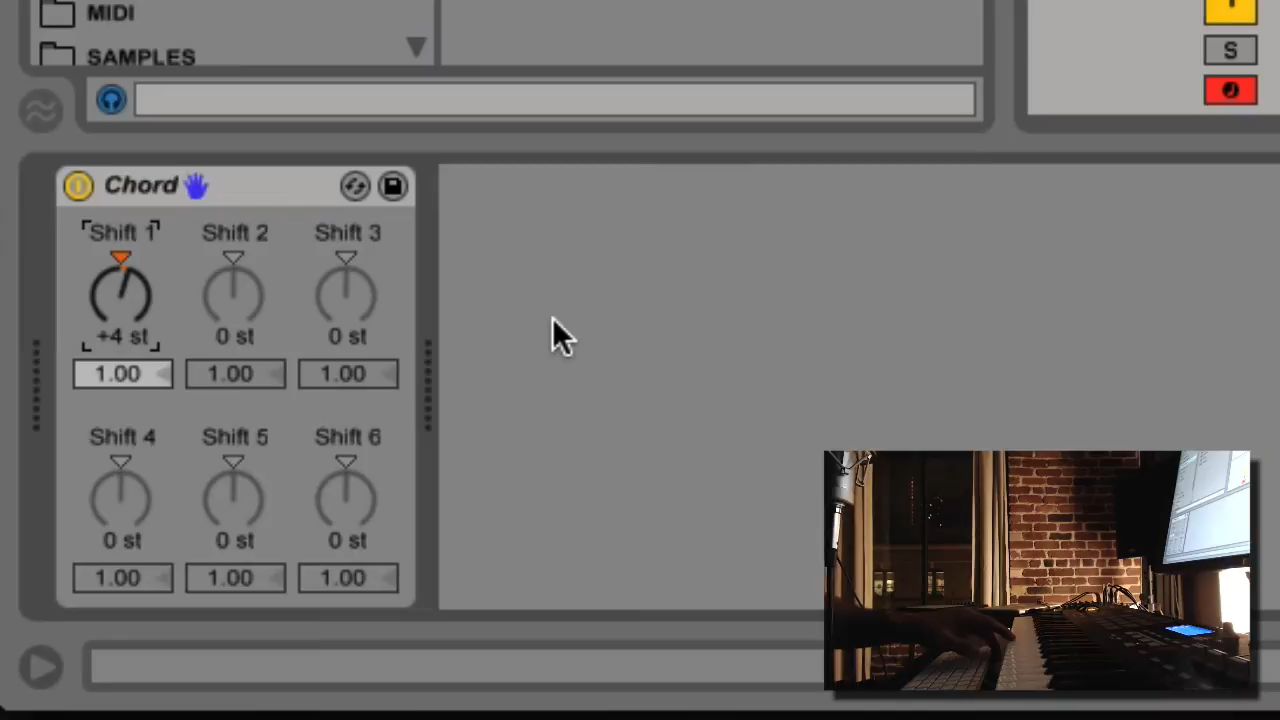 MIDI
SAMPLES
S
Chord
Shift 1 Shift 2 Shift 3
+4 st 0 st 0 st
1.00 1.00 1.00
Shift 4 Shift 5 Shift 6
0 st 0 st 0 st
1.00 1.00 1.00